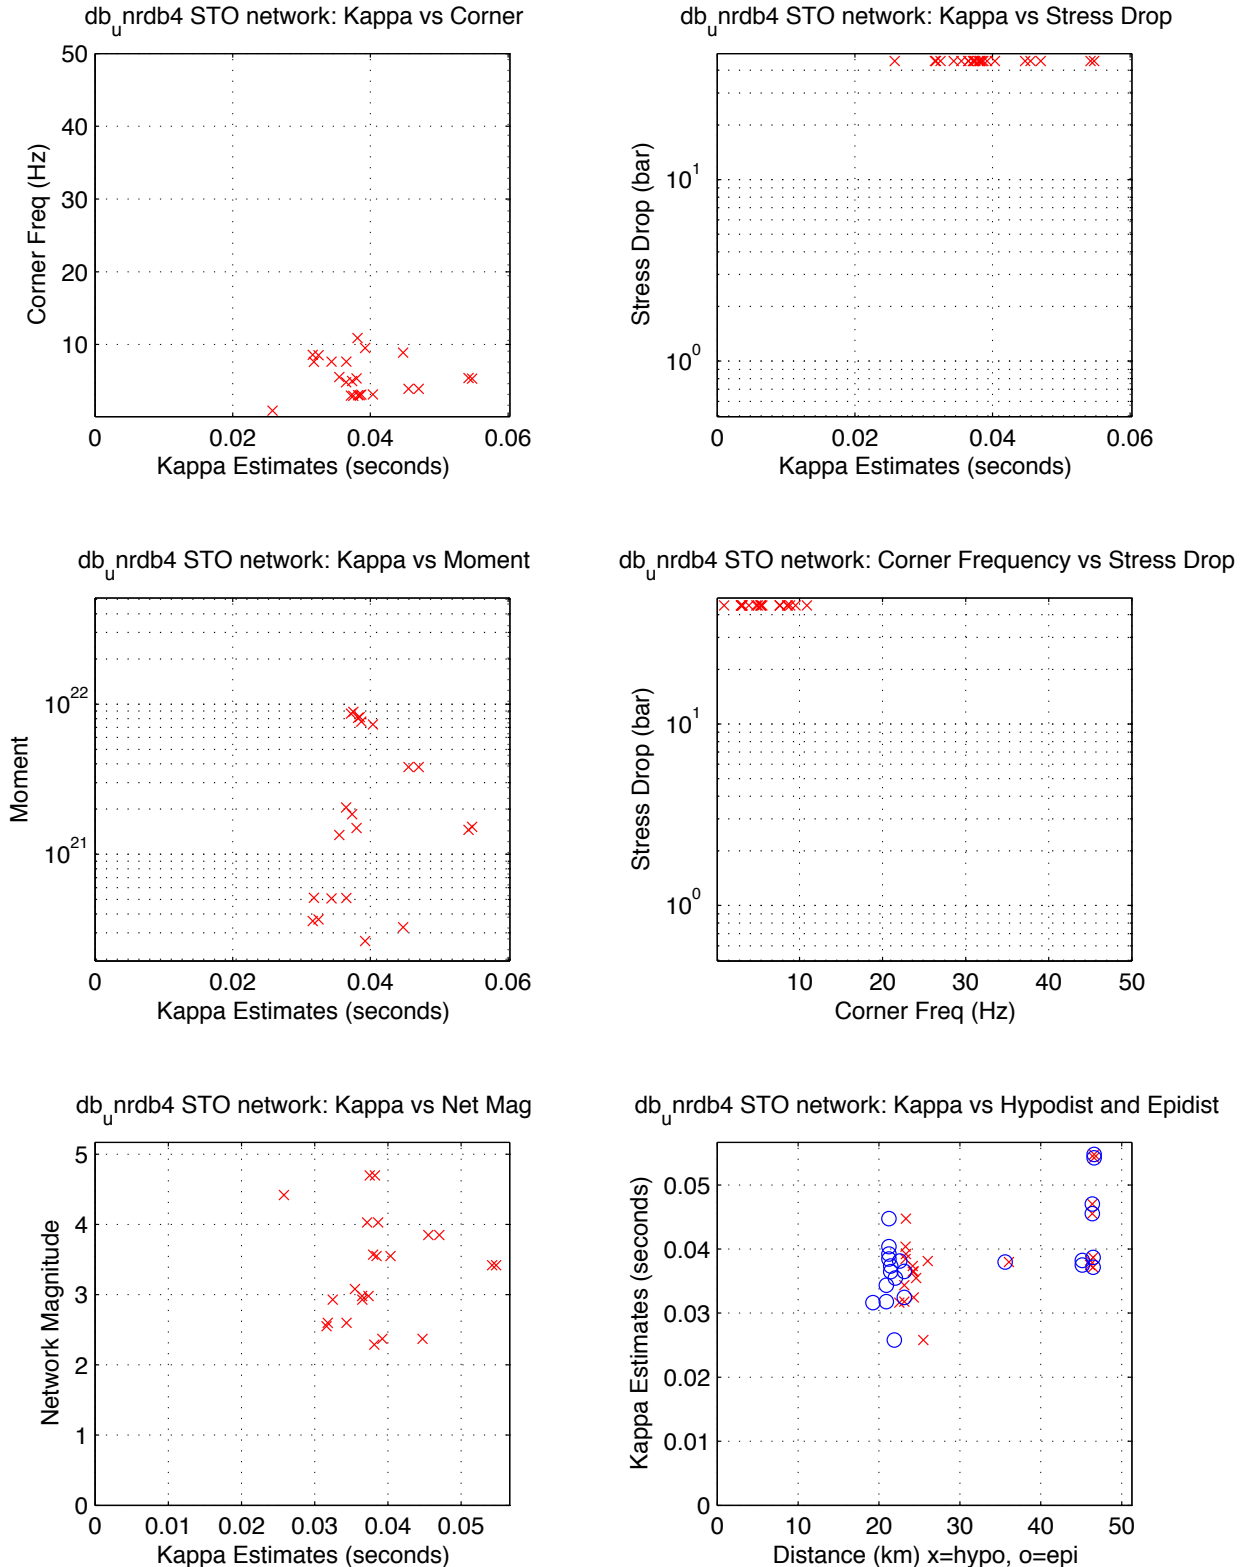 db_unrdb4 STO network: Kappa vs Corner
50
40
30
20
10
Corner Freq (Hz)
0 0.02 0.04 0.06
Kappa Estimates (seconds)
db_unrdb4 STO network: Kappa vs Stress Drop
10^1
10^0
Stress Drop (bar)
0 0.02 0.04 0.06
Kappa Estimates (seconds)
db_unrdb4 STO network: Kappa vs Moment
10^22
10^21
Moment
0 0.02 0.04 0.06
Kappa Estimates (seconds)
db_unrdb4 STO network: Corner Frequency vs Stress Drop
10^1
10^0
Stress Drop (bar)
10 20 30 40 50
Corner Freq (Hz)
db_unrdb4 STO network: Kappa vs Net Mag
5
4
3
2
1
0
Network Magnitude
0 0.01 0.02 0.03 0.04 0.05
Kappa Estimates (seconds)
db_unrdb4 STO network: Kappa vs Hypodist and Epidist
0.05
0.04
0.03
0.02
0.01
0
Kappa Estimates (seconds)
0 10 20 30 40 50
Distance (km) x=hypo, o=epi